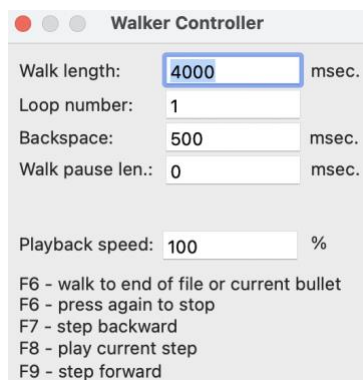 Walker Controller
Walk length: 4000 msec.
Loop number: 1
Backspace: 500 msec.
Walk pause len.: 0 msec.
Playback speed: 100 %
F6 - walk to end of file or current bullet
F6 - press again to stop
F7 - step backward
F8 - play current step
F9 - step forward